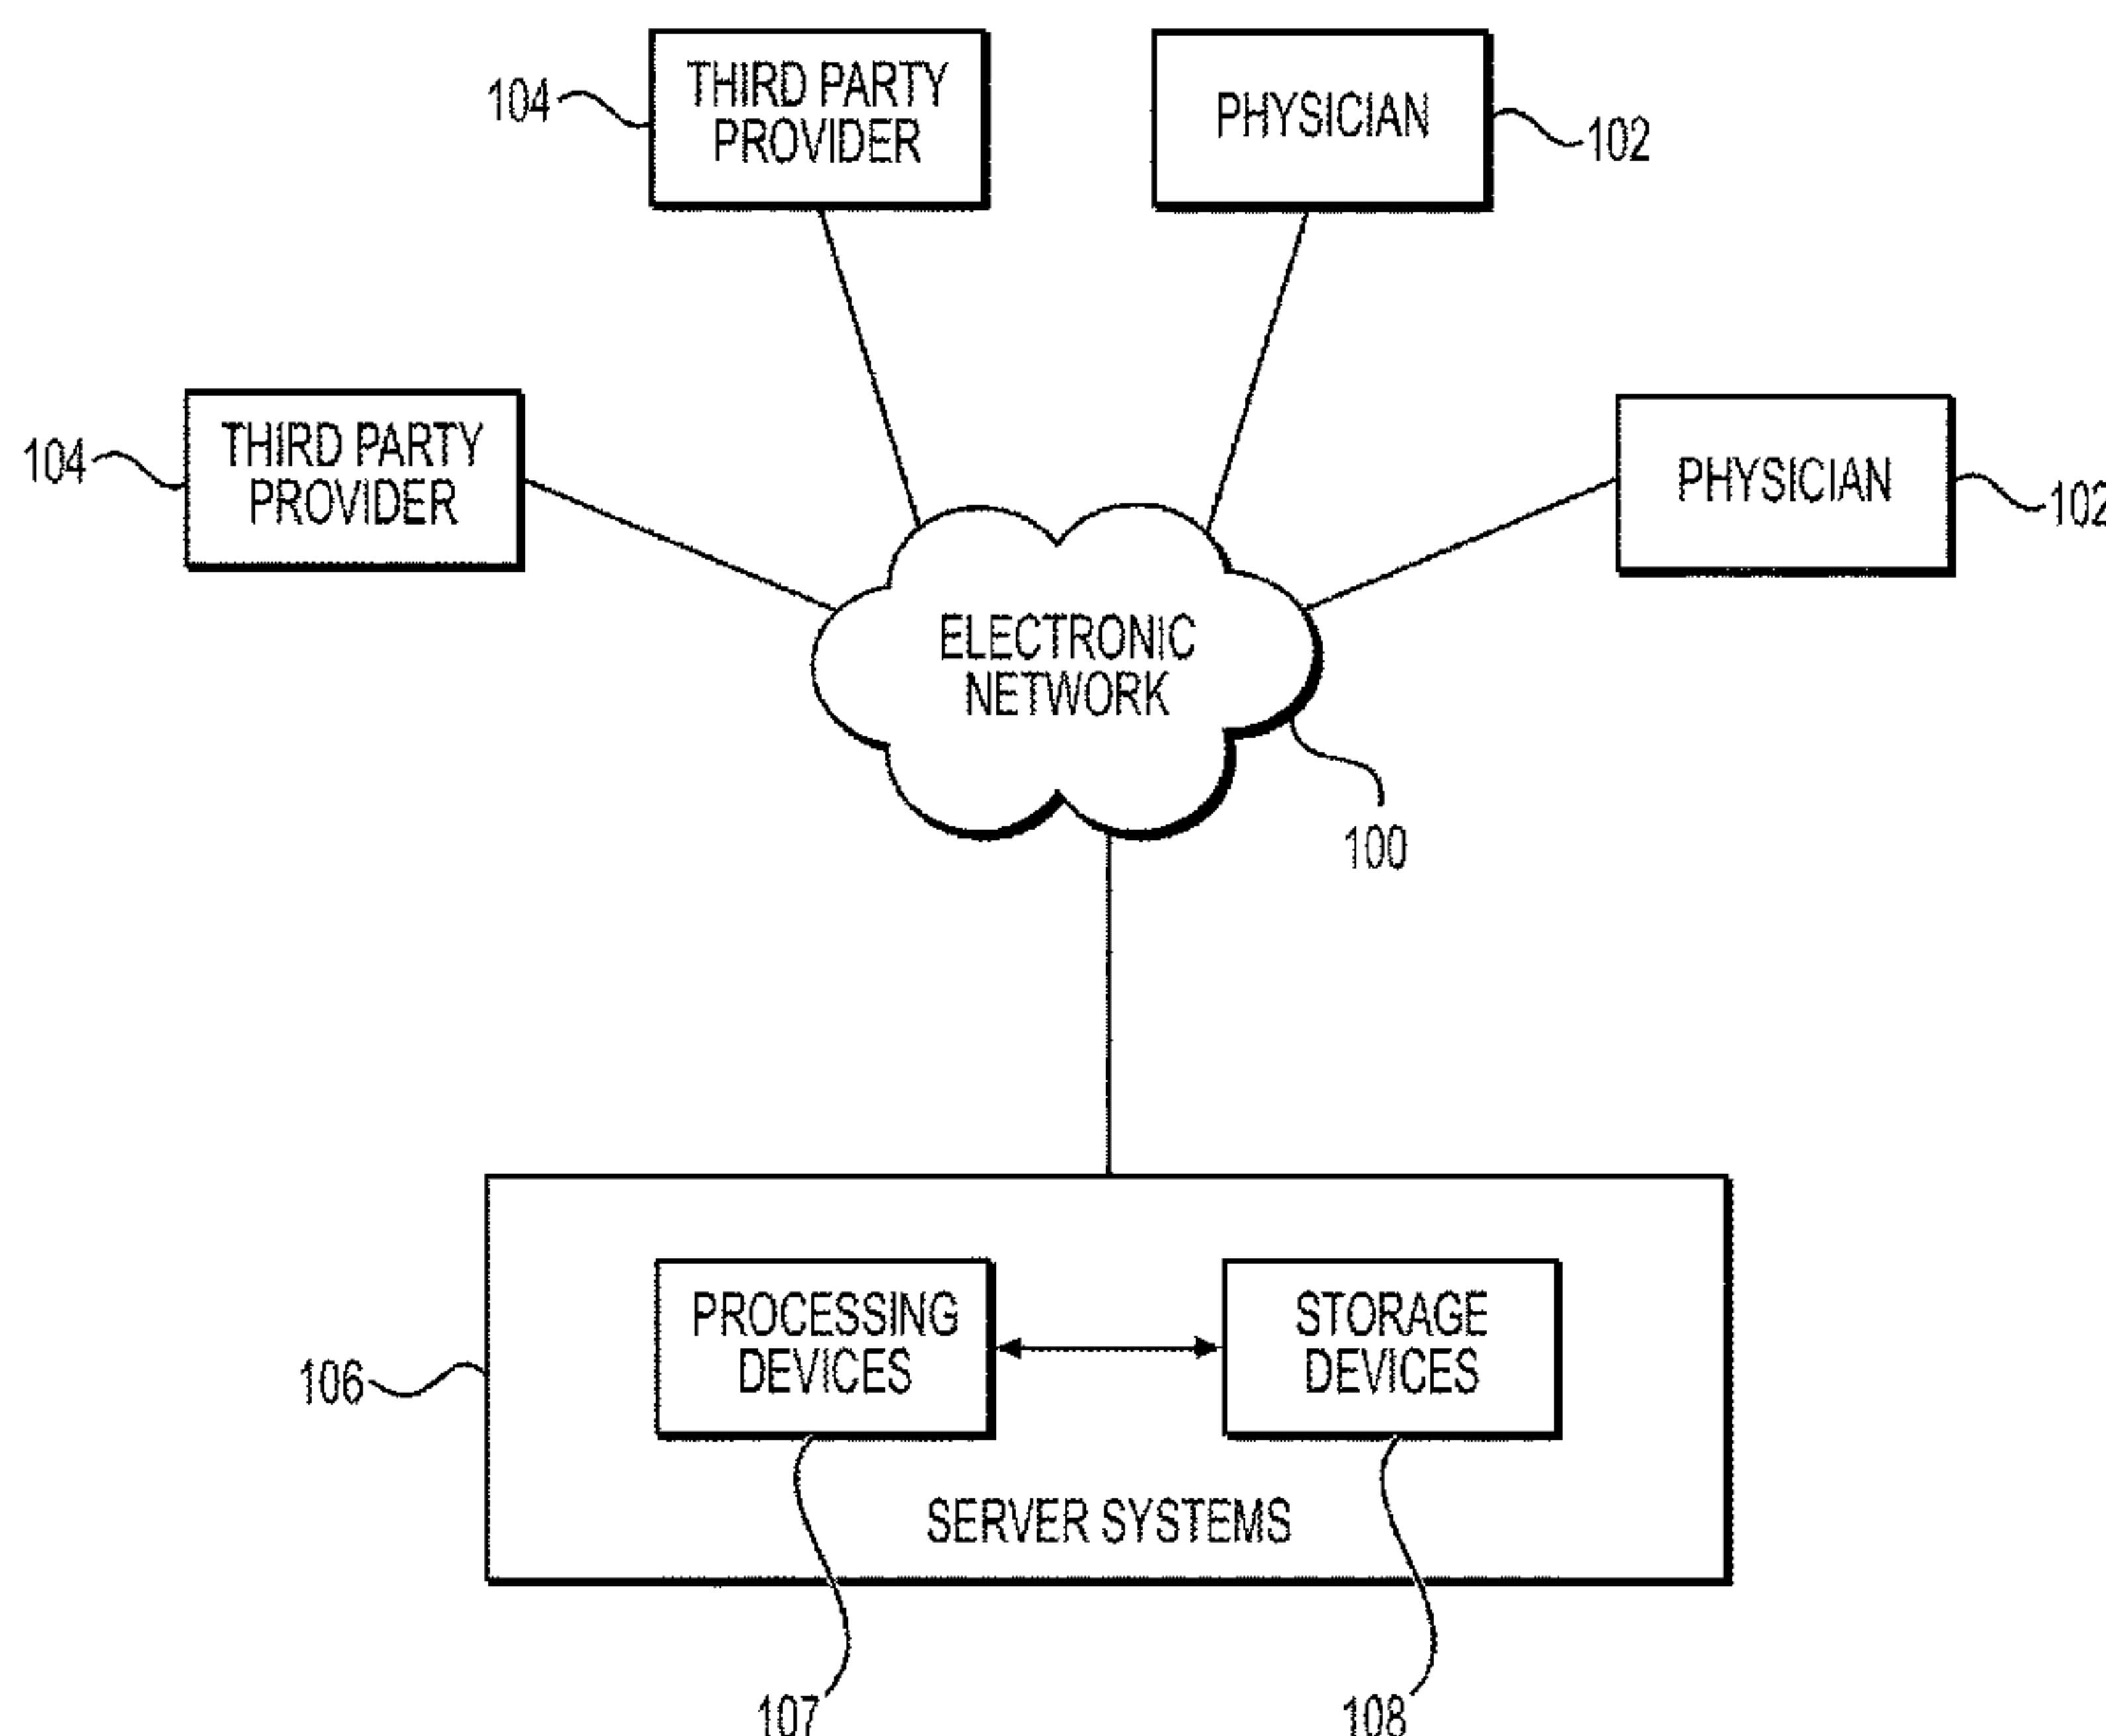 THIRD PARTY
PROVIDER
104
PHYSICIAN
102
THIRD PARTY
PROVIDER
104
PHYSICIAN
102
ELECTRONIC
NETWORK
100
PROCESSING
DEVICES
STORAGE
DEVICES
106
SERVER SYSTEMS
107
108